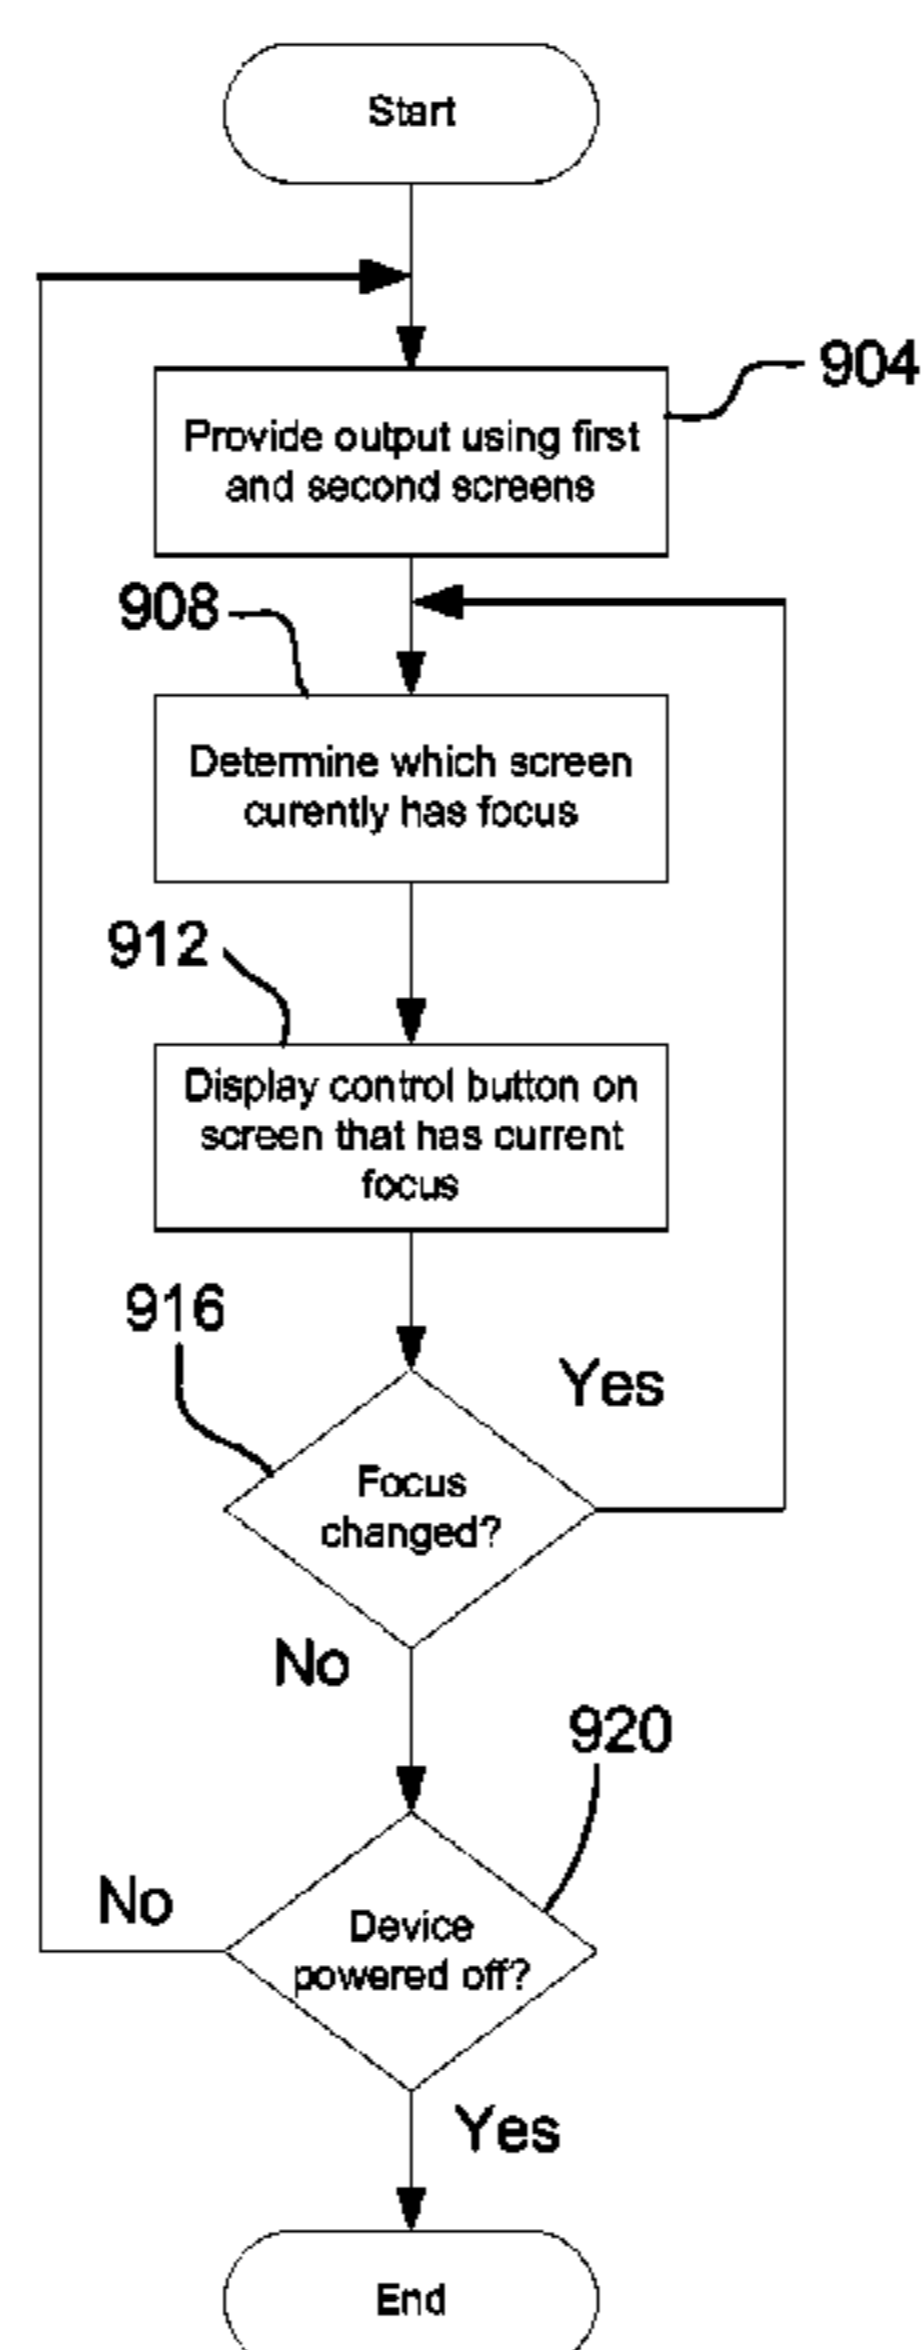 Start
904
Provide output using first
and second screens
908
Determine which screen
curently has focus
912
Display control button on
screen that has current
focus
916
Yes
Focus
changed?
No
920
No
Device
powered off?
Yes
End